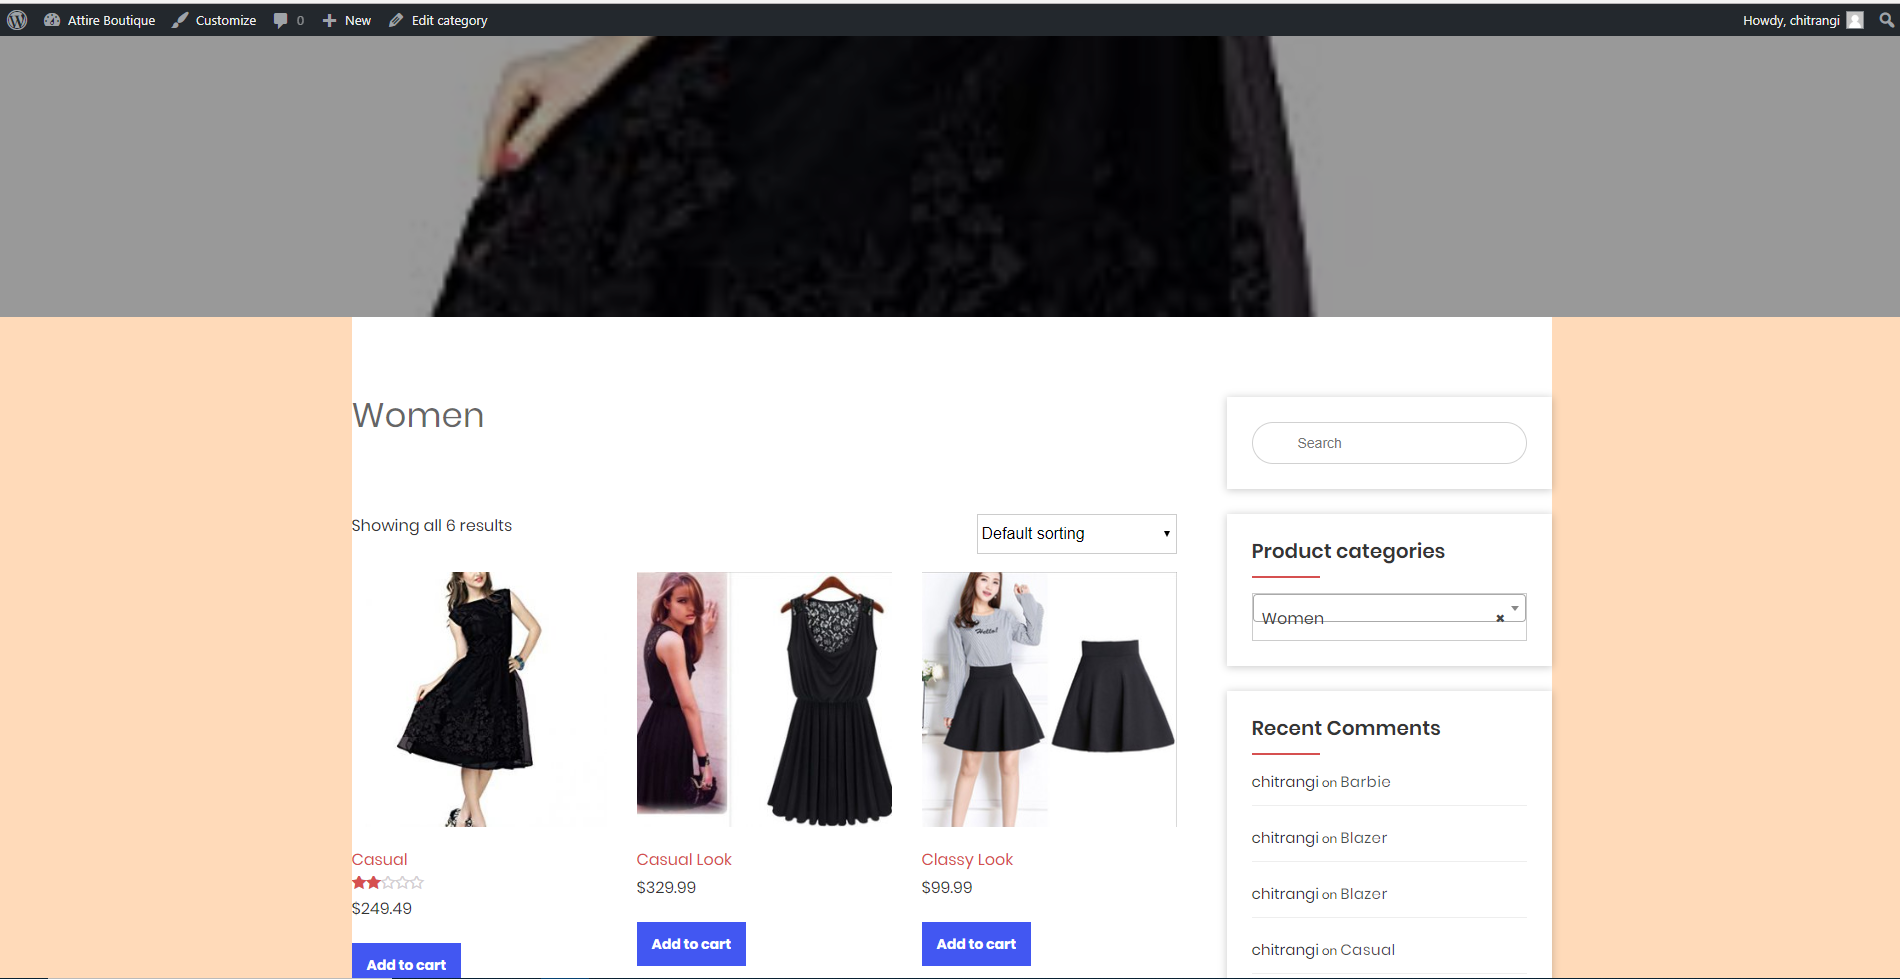 Attire Boutique Customize 0 New Edit category Howdy, chitrangi
Women
Search
Showing all 6 results
Default sorting
Product categories
Women ×
Hello!
Casual
$249.49
Add to cart
Casual Look
$329.99
Add to cart
Classy Look
$99.99
Add to cart
Recent Comments
chitrangi on Barbie
chitrangi on Blazer
chitrangi on Blazer
chitrangi on Casual